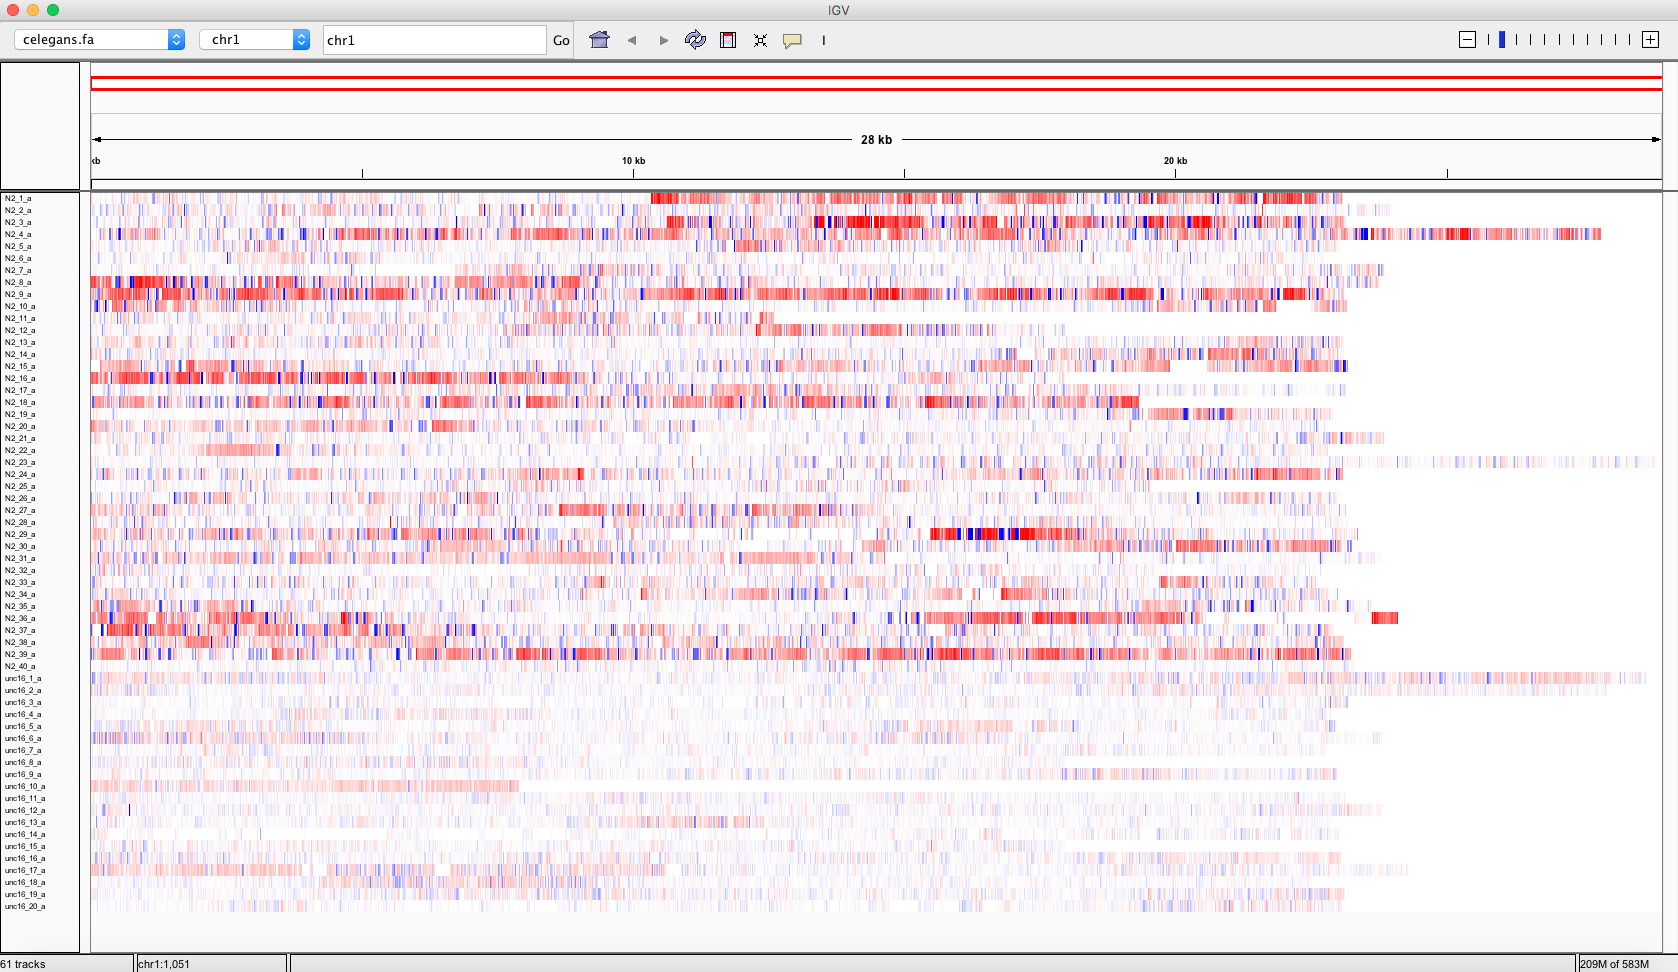 IGV
celegans.fa chr1 chr1 Go
28 kb
kb 10 kb 20 kb
N2_1_a
N2_2_a
N2_3_a
N2_4_a
N2_5_a
N2_6_a
N2_7_a
N2_8_a
N2_9_a
N2_10_a
N2_11_a
N2_12_a
N2_13_a
N2_14_a
N2_15_a
N2_16_a
N2_17_a
N2_18_a
N2_19_a
N2_20_a
N2_21_a
N2_22_a
N2_23_a
N2_24_a
N2_25_a
N2_26_a
N2_27_a
N2_28_a
N2_29_a
N2_30_a
N2_31_a
N2_32_a
N2_33_a
N2_34_a
N2_35_a
N2_36_a
N2_37_a
N2_38_a
N2_39_a
N2_40_a
unc16_1_a
unc16_2_a
unc16_3_a
unc16_4_a
unc16_5_a
unc16_6_a
unc16_7_a
unc16_8_a
unc16_9_a
unc16_10_a
unc16_11_a
unc16_12_a
unc16_13_a
unc16_14_a
unc16_15_a
unc16_16_a
unc16_17_a
unc16_18_a
unc16_19_a
unc16_20_a
61 tracks chr1:1,051 209M of 583M